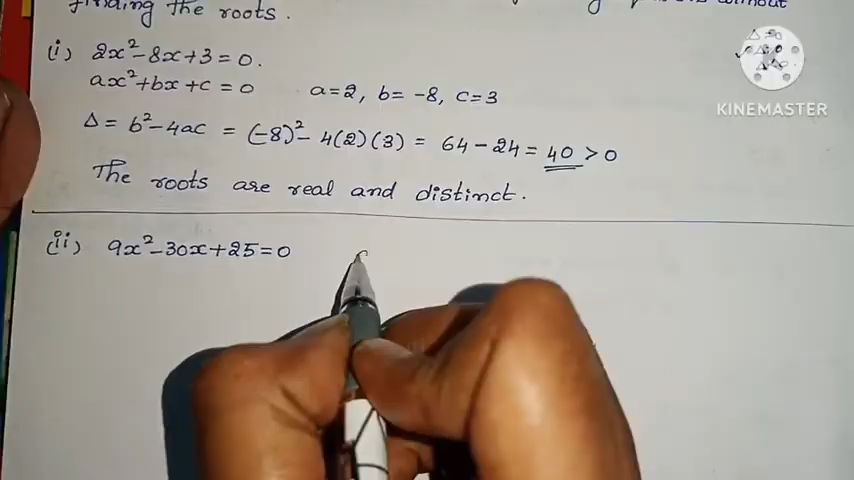 finding the roots.
without
(i) 2x²-8x+3=0.
ax²+bx+c=0 a=2, b=-8, c=3
Δ= b²-4ac = (-8)²- 4(2)(3) = 64-24= 40 >0
The roots are real and distinct.
(ii) 9x²-30x+25=0
KINEMASTER